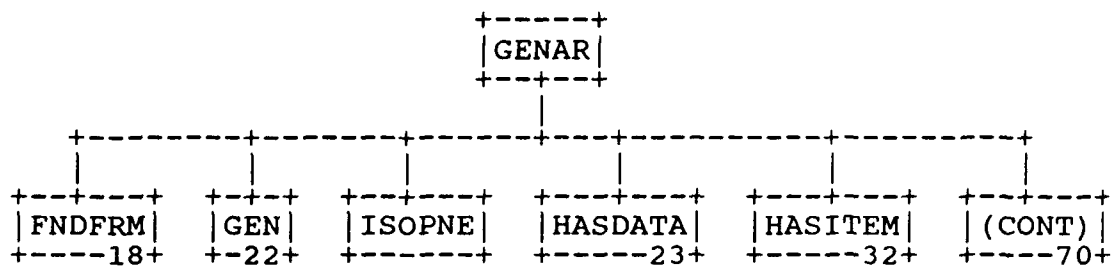 GENAR
FNDFRM GEN ISOPNE HASDATA HASITEM (CONT)
18 22 23 32 70